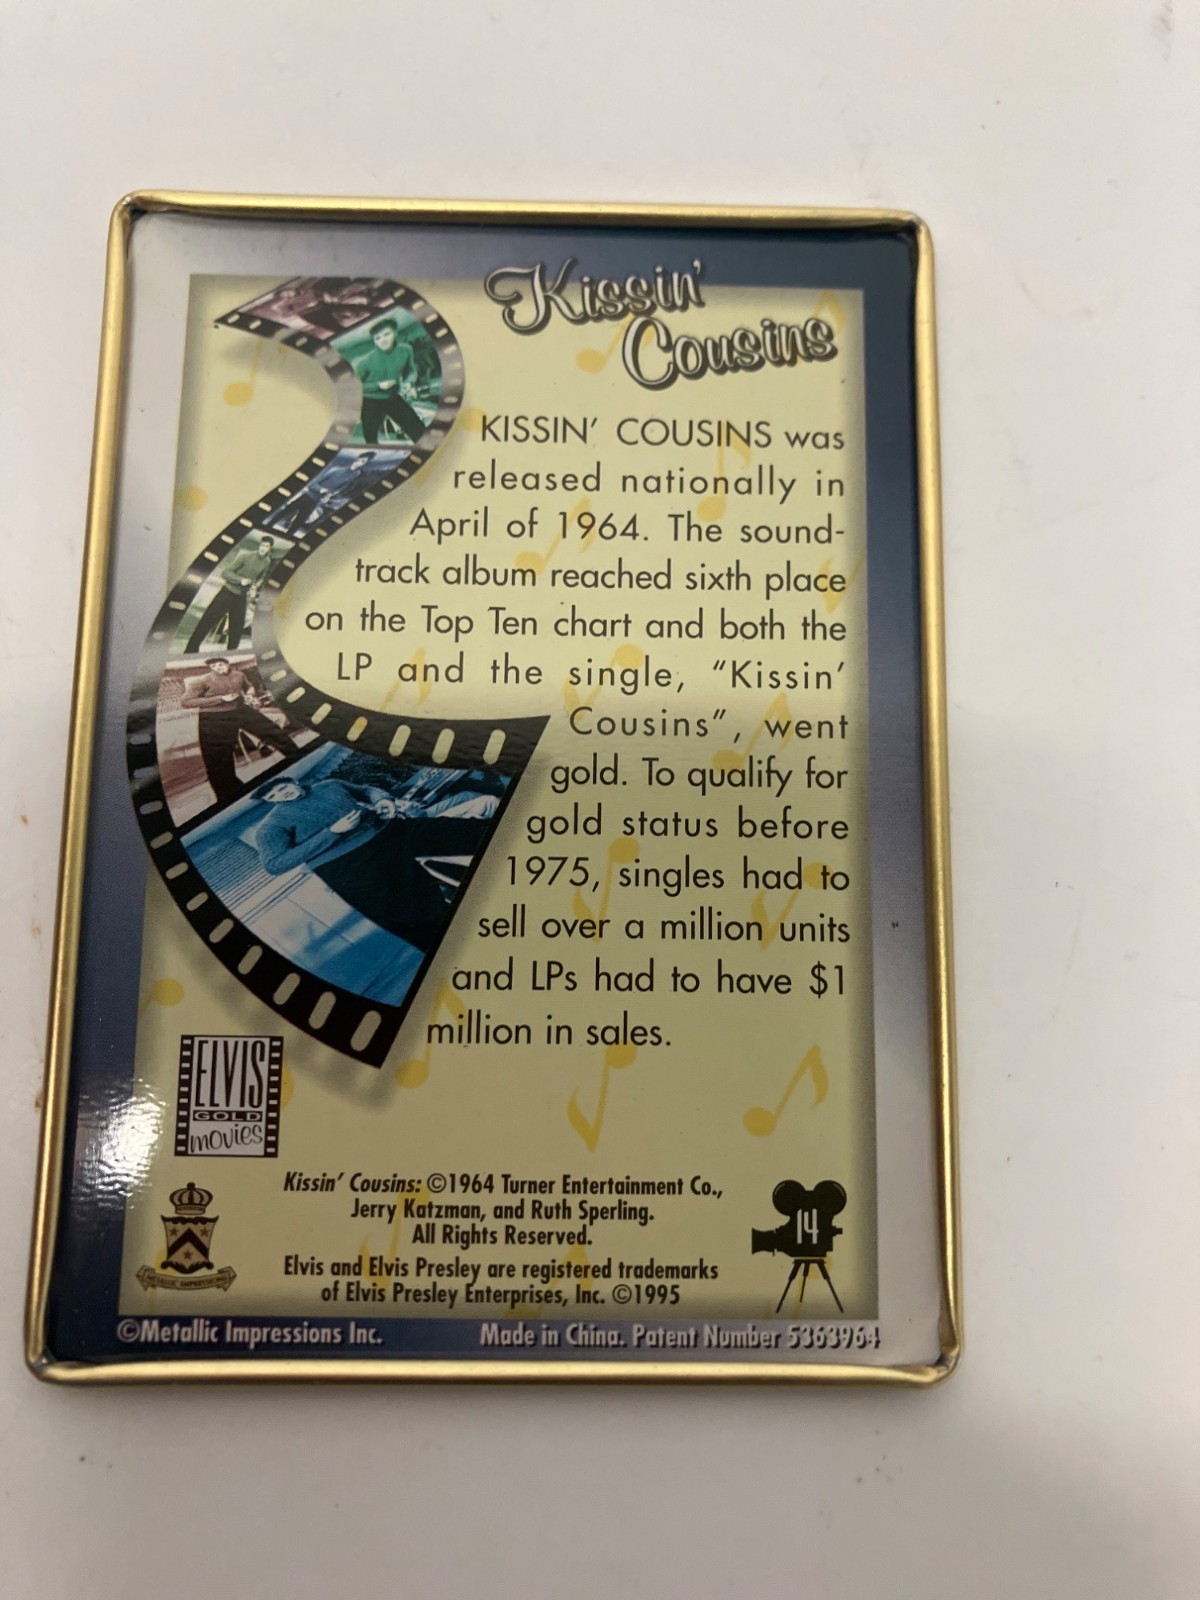 Kissin'
Cousins
KISSIN' COUSINS was
released nationally in
April of 1964. The sound-
track album reached sixth place
on the Top Ten chart and both the
LP and the single, "Kissin'
Cousins", went
gold. To qualify for
gold status before
1975, singles had to
sell over a million units
and LPs had to have $1
million in sales.
ELVIS
GOLD
movies
Kissin' Cousins: ©1964 Turner Entertainment Co.,
Jerry Katzman, and Ruth Sperling.
All Rights Reserved.
Elvis and Elvis Presley are registered trademarks
of Elvis Presley Enterprises, Inc. ©1995
METALLIC IMPRESSIONS
14
©Metallic Impressions Inc.
Made in China. Patent Number 5363964